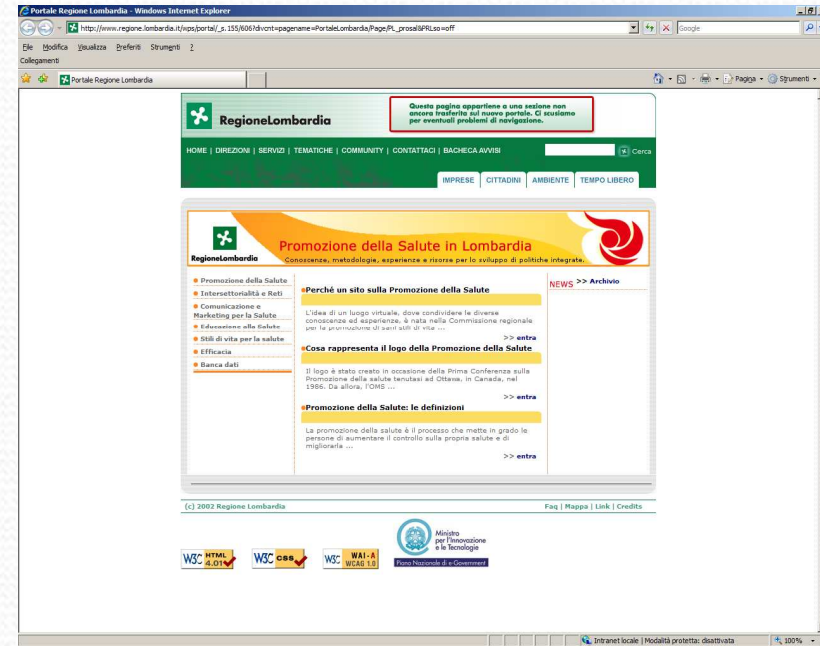 Portale Regione Lombardia - Windows Internet Explorer
http://www.regione.lombardia.it/wps/portal/_s.155/606?divcnt=pagename=PortaleLombardia/Page/PL_prosal&PRLso=off
Google
File Modifica Visualizza Preferiti Strumenti ?
Collegamenti
Portale Regione Lombardia
Pagina
Strumenti
RegioneLombardia
Questa pagina appartiene a una sezione non
ancora trasferita sul nuovo portale. Ci scusiamo
per eventuali problemi di navigazione.
HOME | DIREZIONI | SERVIZI | TEMATICHE | COMMUNITY | CONTATTACI | BACHECA AVVISI
Cerca
IMPRESE CITTADINI AMBIENTE TEMPO LIBERO
RegioneLombardia
Promozione della Salute in Lombardia
Conoscenze, metodologie, esperienze e risorse per lo sviluppo di politiche integrate.
Promozione della Salute
Intersettorialità e Reti
Comunicazione e
Marketing per la Salute
Educazione alla Salute
Stili di vita per la salute
Efficacia
Banca dati
Perchè un sito sulla Promozione della Salute
L'idea di un luogo virtuale, dove condividere le diverse
conoscenze ed esperienze, è nata nella Commissione regionale
per la promozione di sani stili di vita ...
>> entra
Cosa rappresenta il logo della Promozione della Salute
Il logo è stato creato in occasione della Prima Conferenza sulla
Promozione della salute tenutasi ad Ottawa, in Canada, nel
1986. Da allora, l'OMS ...
>> entra
Promozione della Salute: le definizioni
La promozione della salute è il processo che mette in grado le
persone di aumentare il controllo sulla propria salute e di
migliorarla ...
>> entra
NEWS >> Archivio
(c) 2002 Regione Lombardia
Faq | Mappa | Link | Credits
W3C HTML 4.01
W3C CSS
W3C WAI-A WCAG 1.0
Ministro
per l'Innovazione
e le Tecnologie
Piano Nazionale di e-Government
Intranet locale | Modalità protetta: disattivata
100%